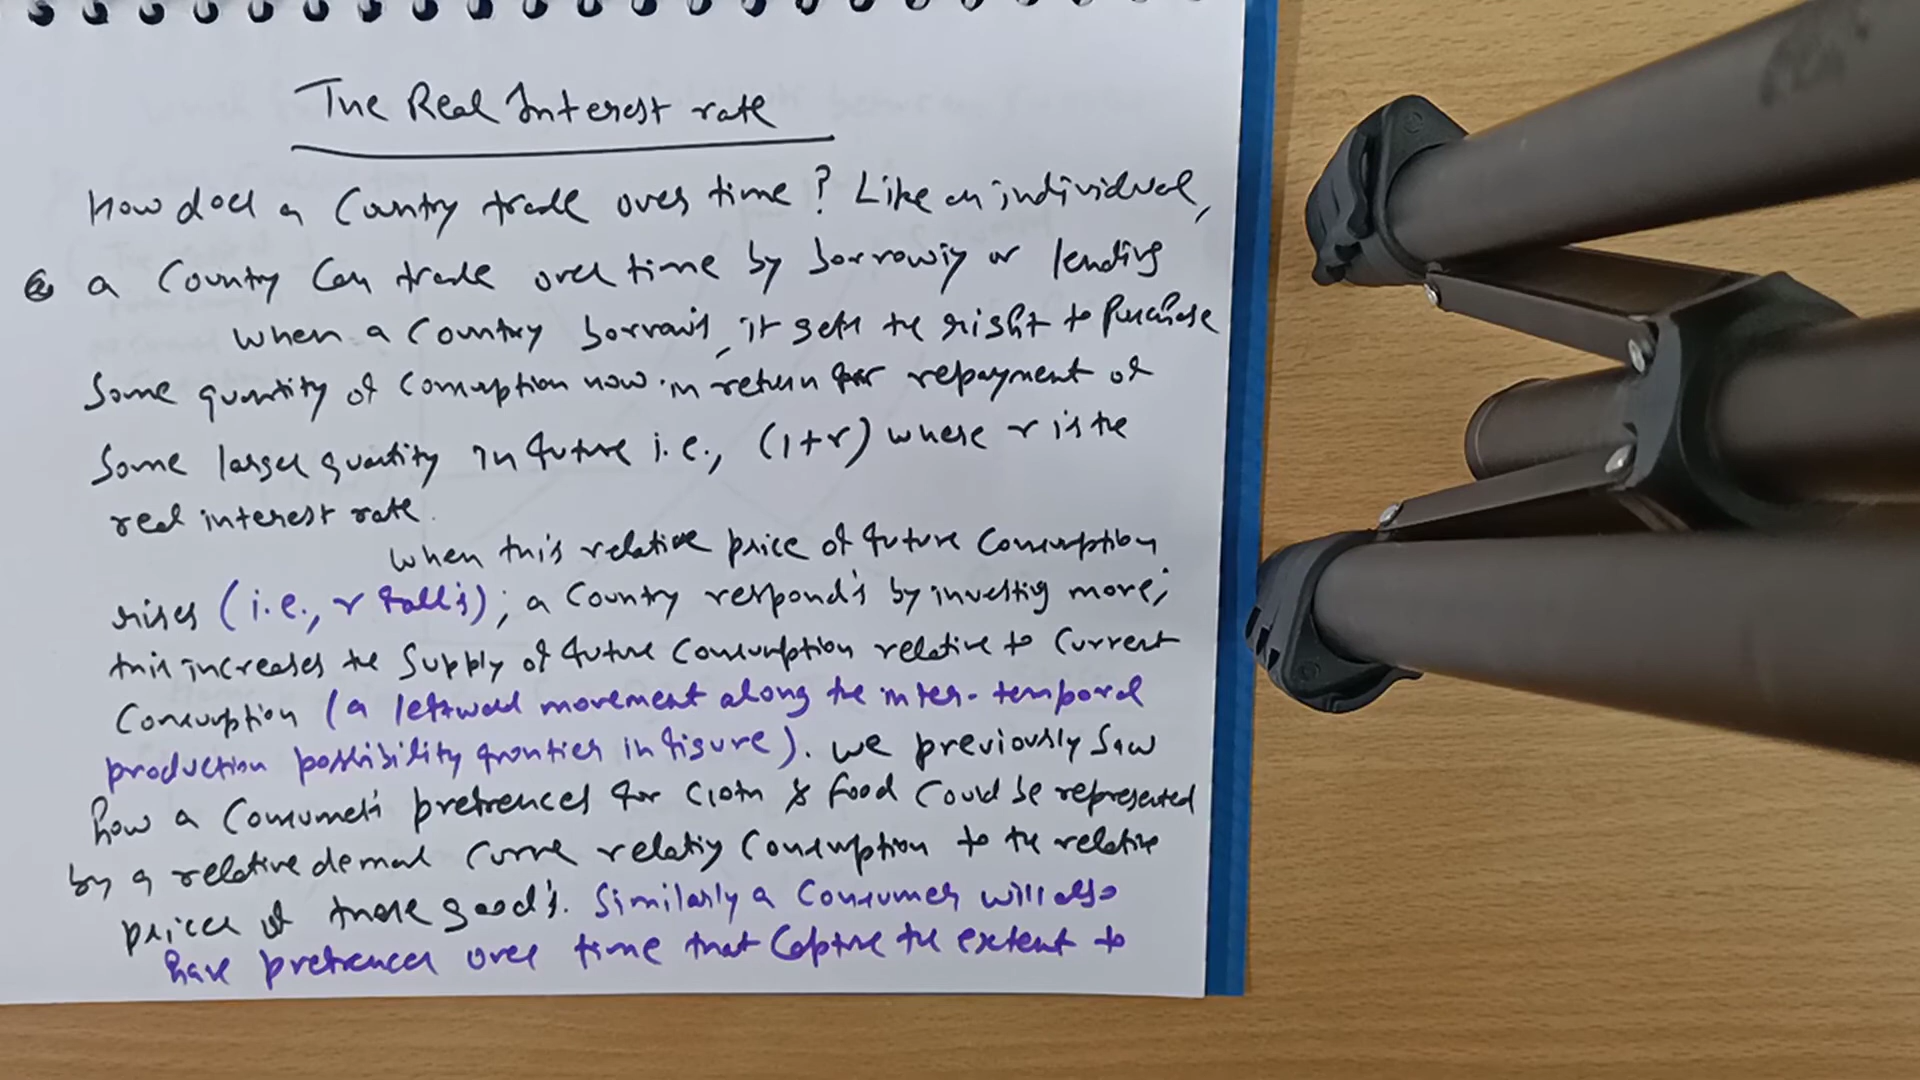 The Real Interest rate
How does a Country trade over time? Like an individual,
a Country Can trade over time by borrowing or lending
When a Country borrows, it gets the right to Purchase
Some quantity of Consumption now in return for repayment of
Some larger quantity in future i.e., (1+r) where r is the
real interest rate.
When this relative price of future Consumption
rises (i.e., r falls); a Country responds by investing more;
this increases the Supply of future Consumption relative to Current
Consumption (a leftward movement along the inter-temporal
production possibility frontier in figure). We previously Saw
how a Consumer's prefrences for Cloth & Food Could be represented
by a relative demand Curve relating Consumption to the relative
prices of those goods. Similarly a Consumer will also
have prefrences over time that Capture the extent to